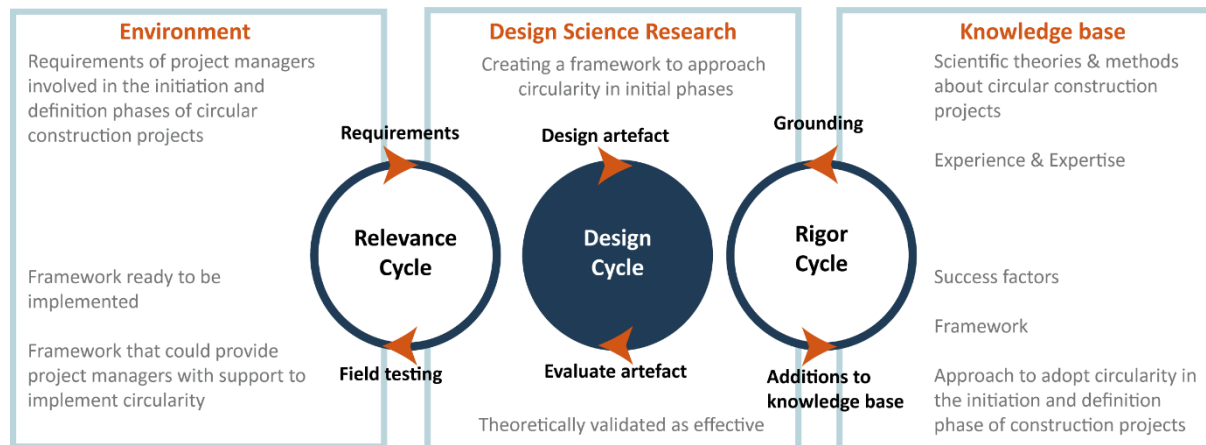 Environment
Requirements of project managers
involved in the initiation and
definition phases of circular
construction projects
Framework ready to be
implemented
Framework that could provide
project managers with support to
implement circularity
Requirements
Relevance
Cycle
Field testing
Design Science Research
Creating a framework to approach
circularity in initial phases
Design artefact
Design
Cycle
Evaluate artefact
Theoretically validated as effective
Grounding
Rigor
Cycle
Additions to
knowledge base
Knowledge base
Scientific theories & methods
about circular construction
projects
Experience & Expertise
Success factors
Framework
Approach to adopt circularity in
the initiation and definition
phase of construction projects